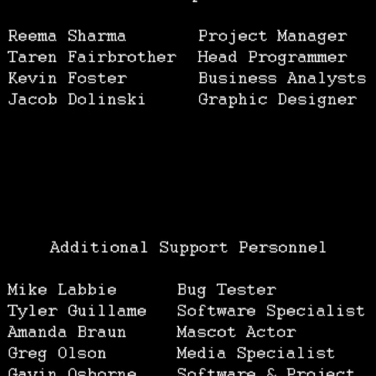 Reema Sharma Project Manager
Taren Fairbrother Head Programmer
Kevin Foster Business Analysts
Jacob Dolinski Graphic Designer
Additional Support Personnel
Mike Labbie Bug Tester
Tyler Guillame Software Specialist
Amanda Braun Mascot Actor
Greg Olson Media Specialist
Gavin Osborne Software & Project